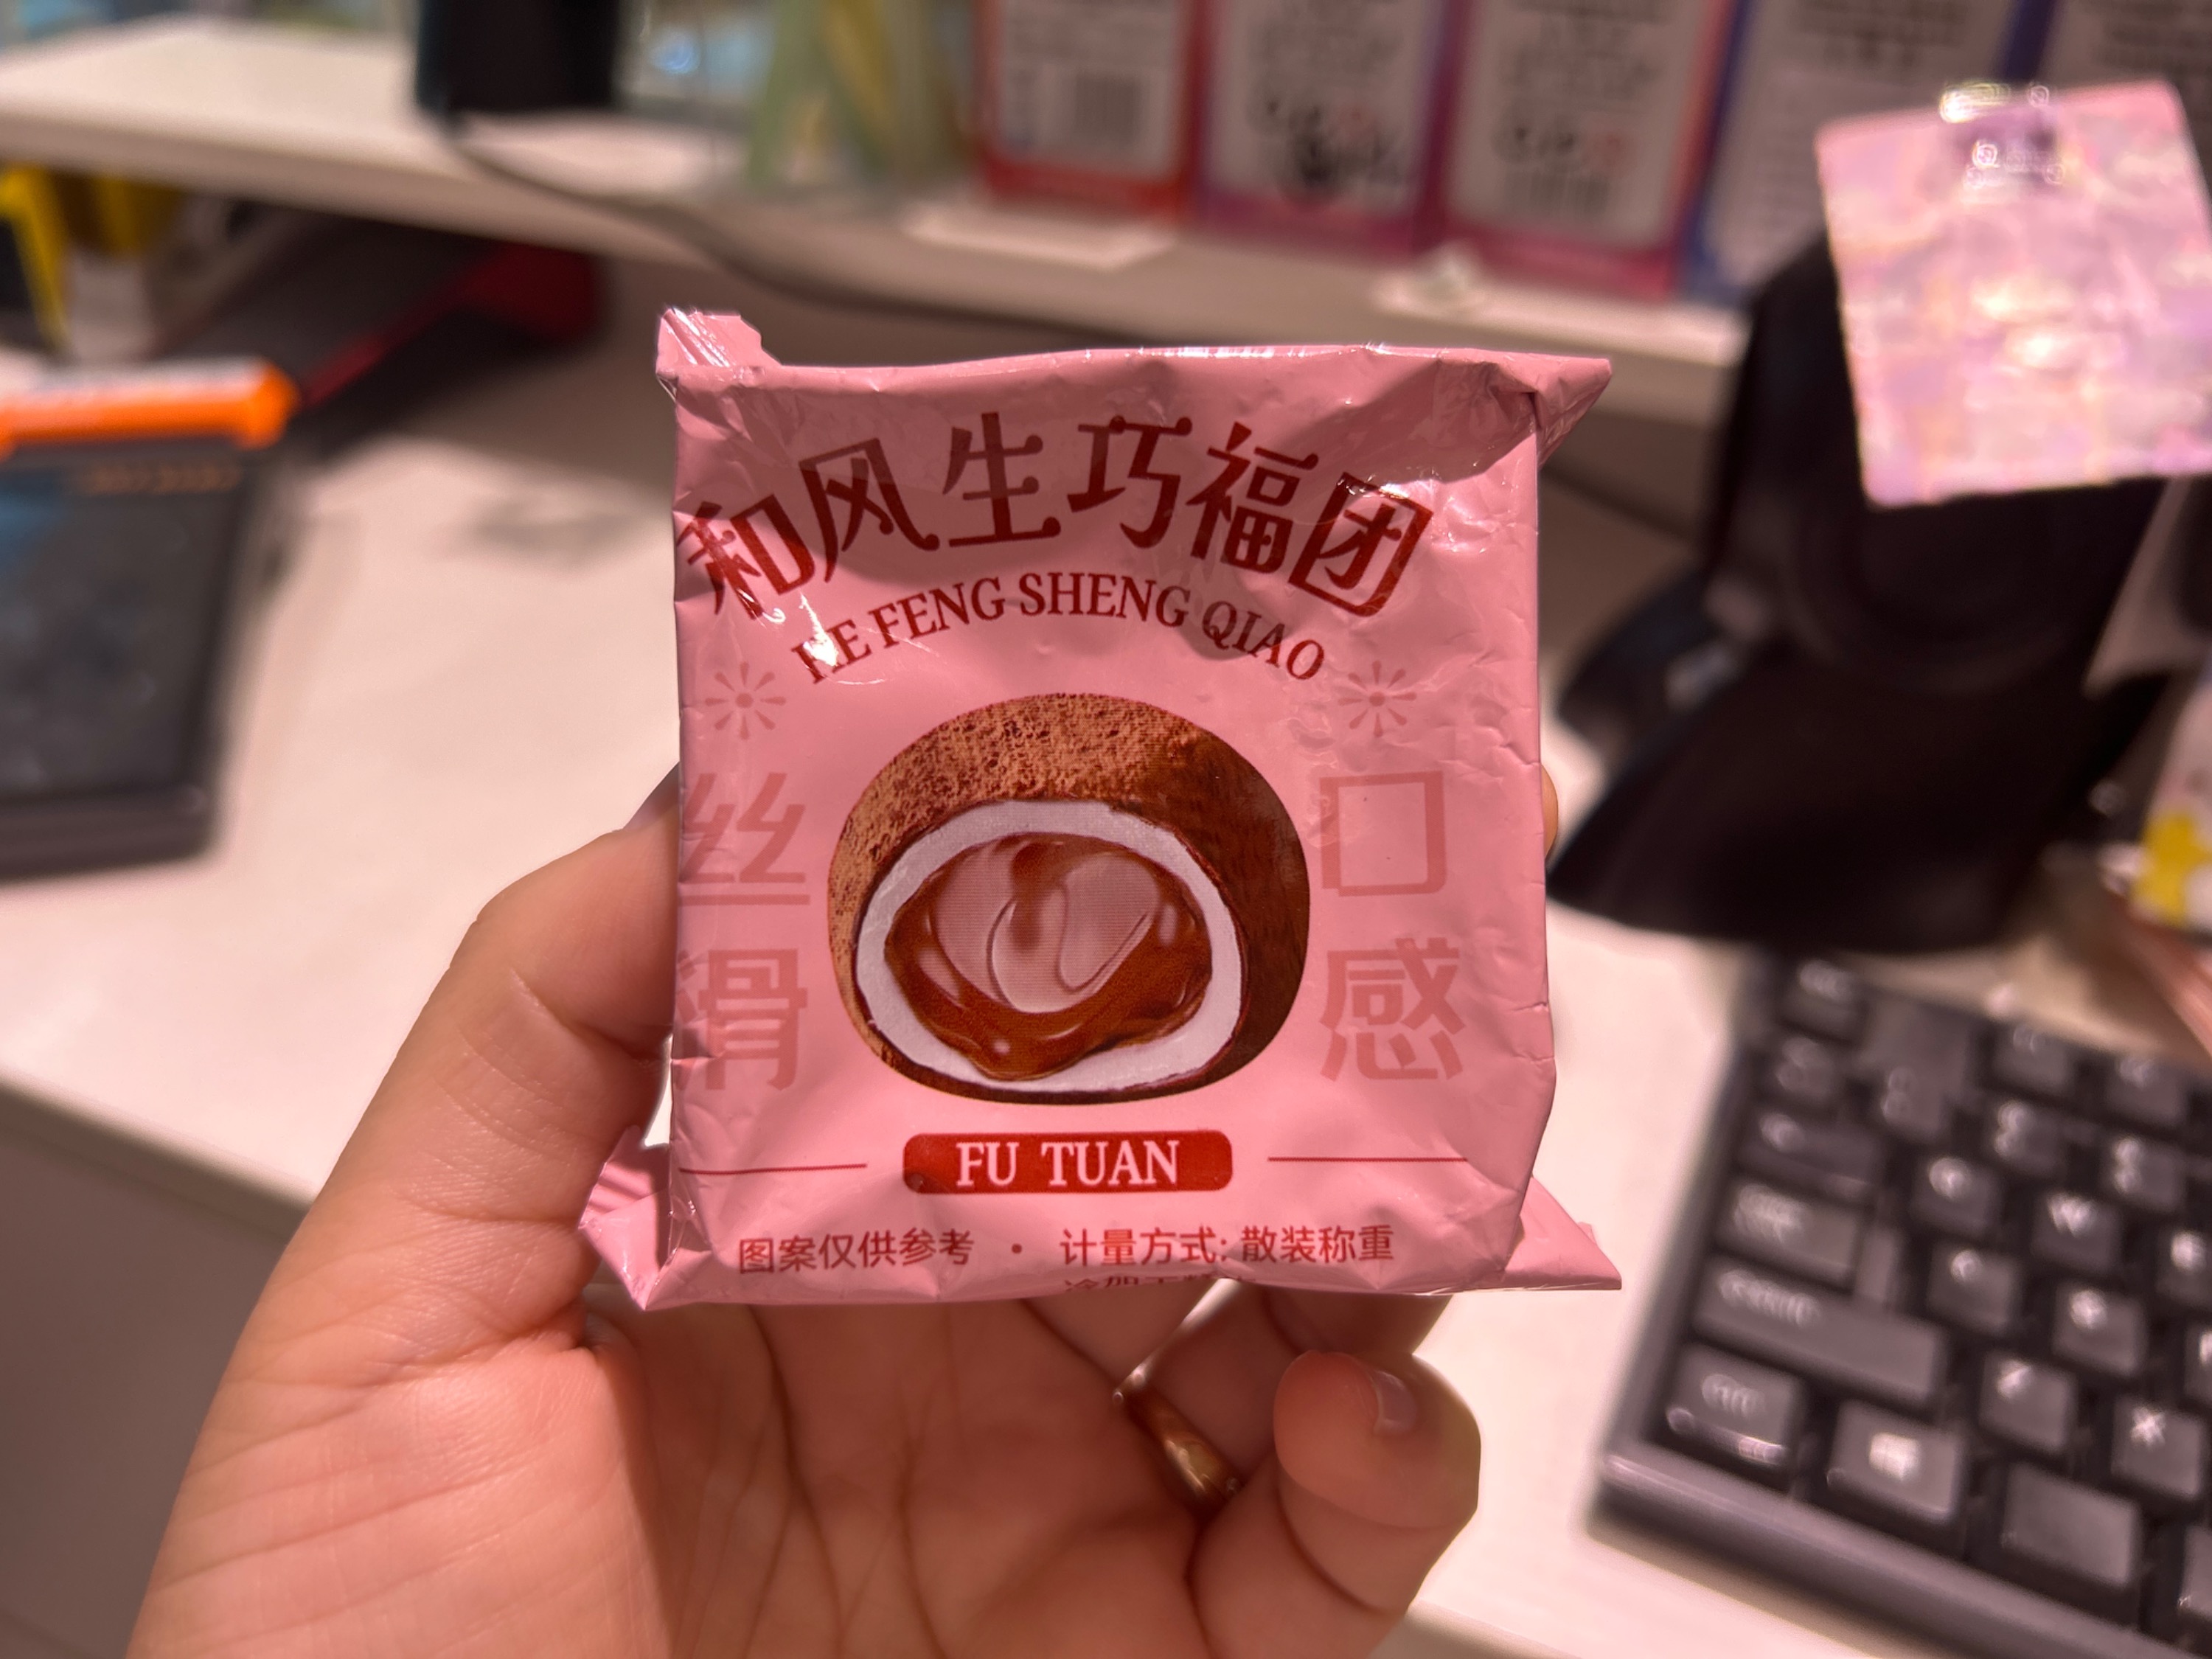 和风生巧福团
HE FENG SHENG QIAO
丝滑
口感
FU TUAN
图案仅供参考 · 计量方式: 散装称重